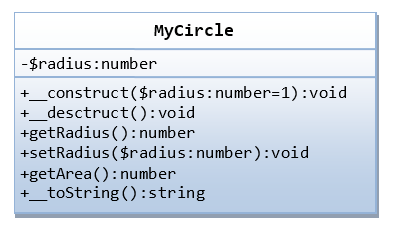 MyCircle
-$radius:number
+__construct($radius:number=1):void
+__desctruct():void
+getRadius():number
+setRadius($radius:number):void
+getArea():number
+__toString():string